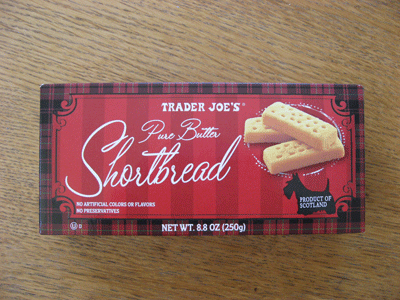 TRADER JOE'S®
Pure Butter
Shortbread
NO ARTIFICIAL COLORS OR FLAVORS
NO PRESERVATIVES
PRODUCT OF
SCOTLAND
NET WT. 8.8 OZ (250g)